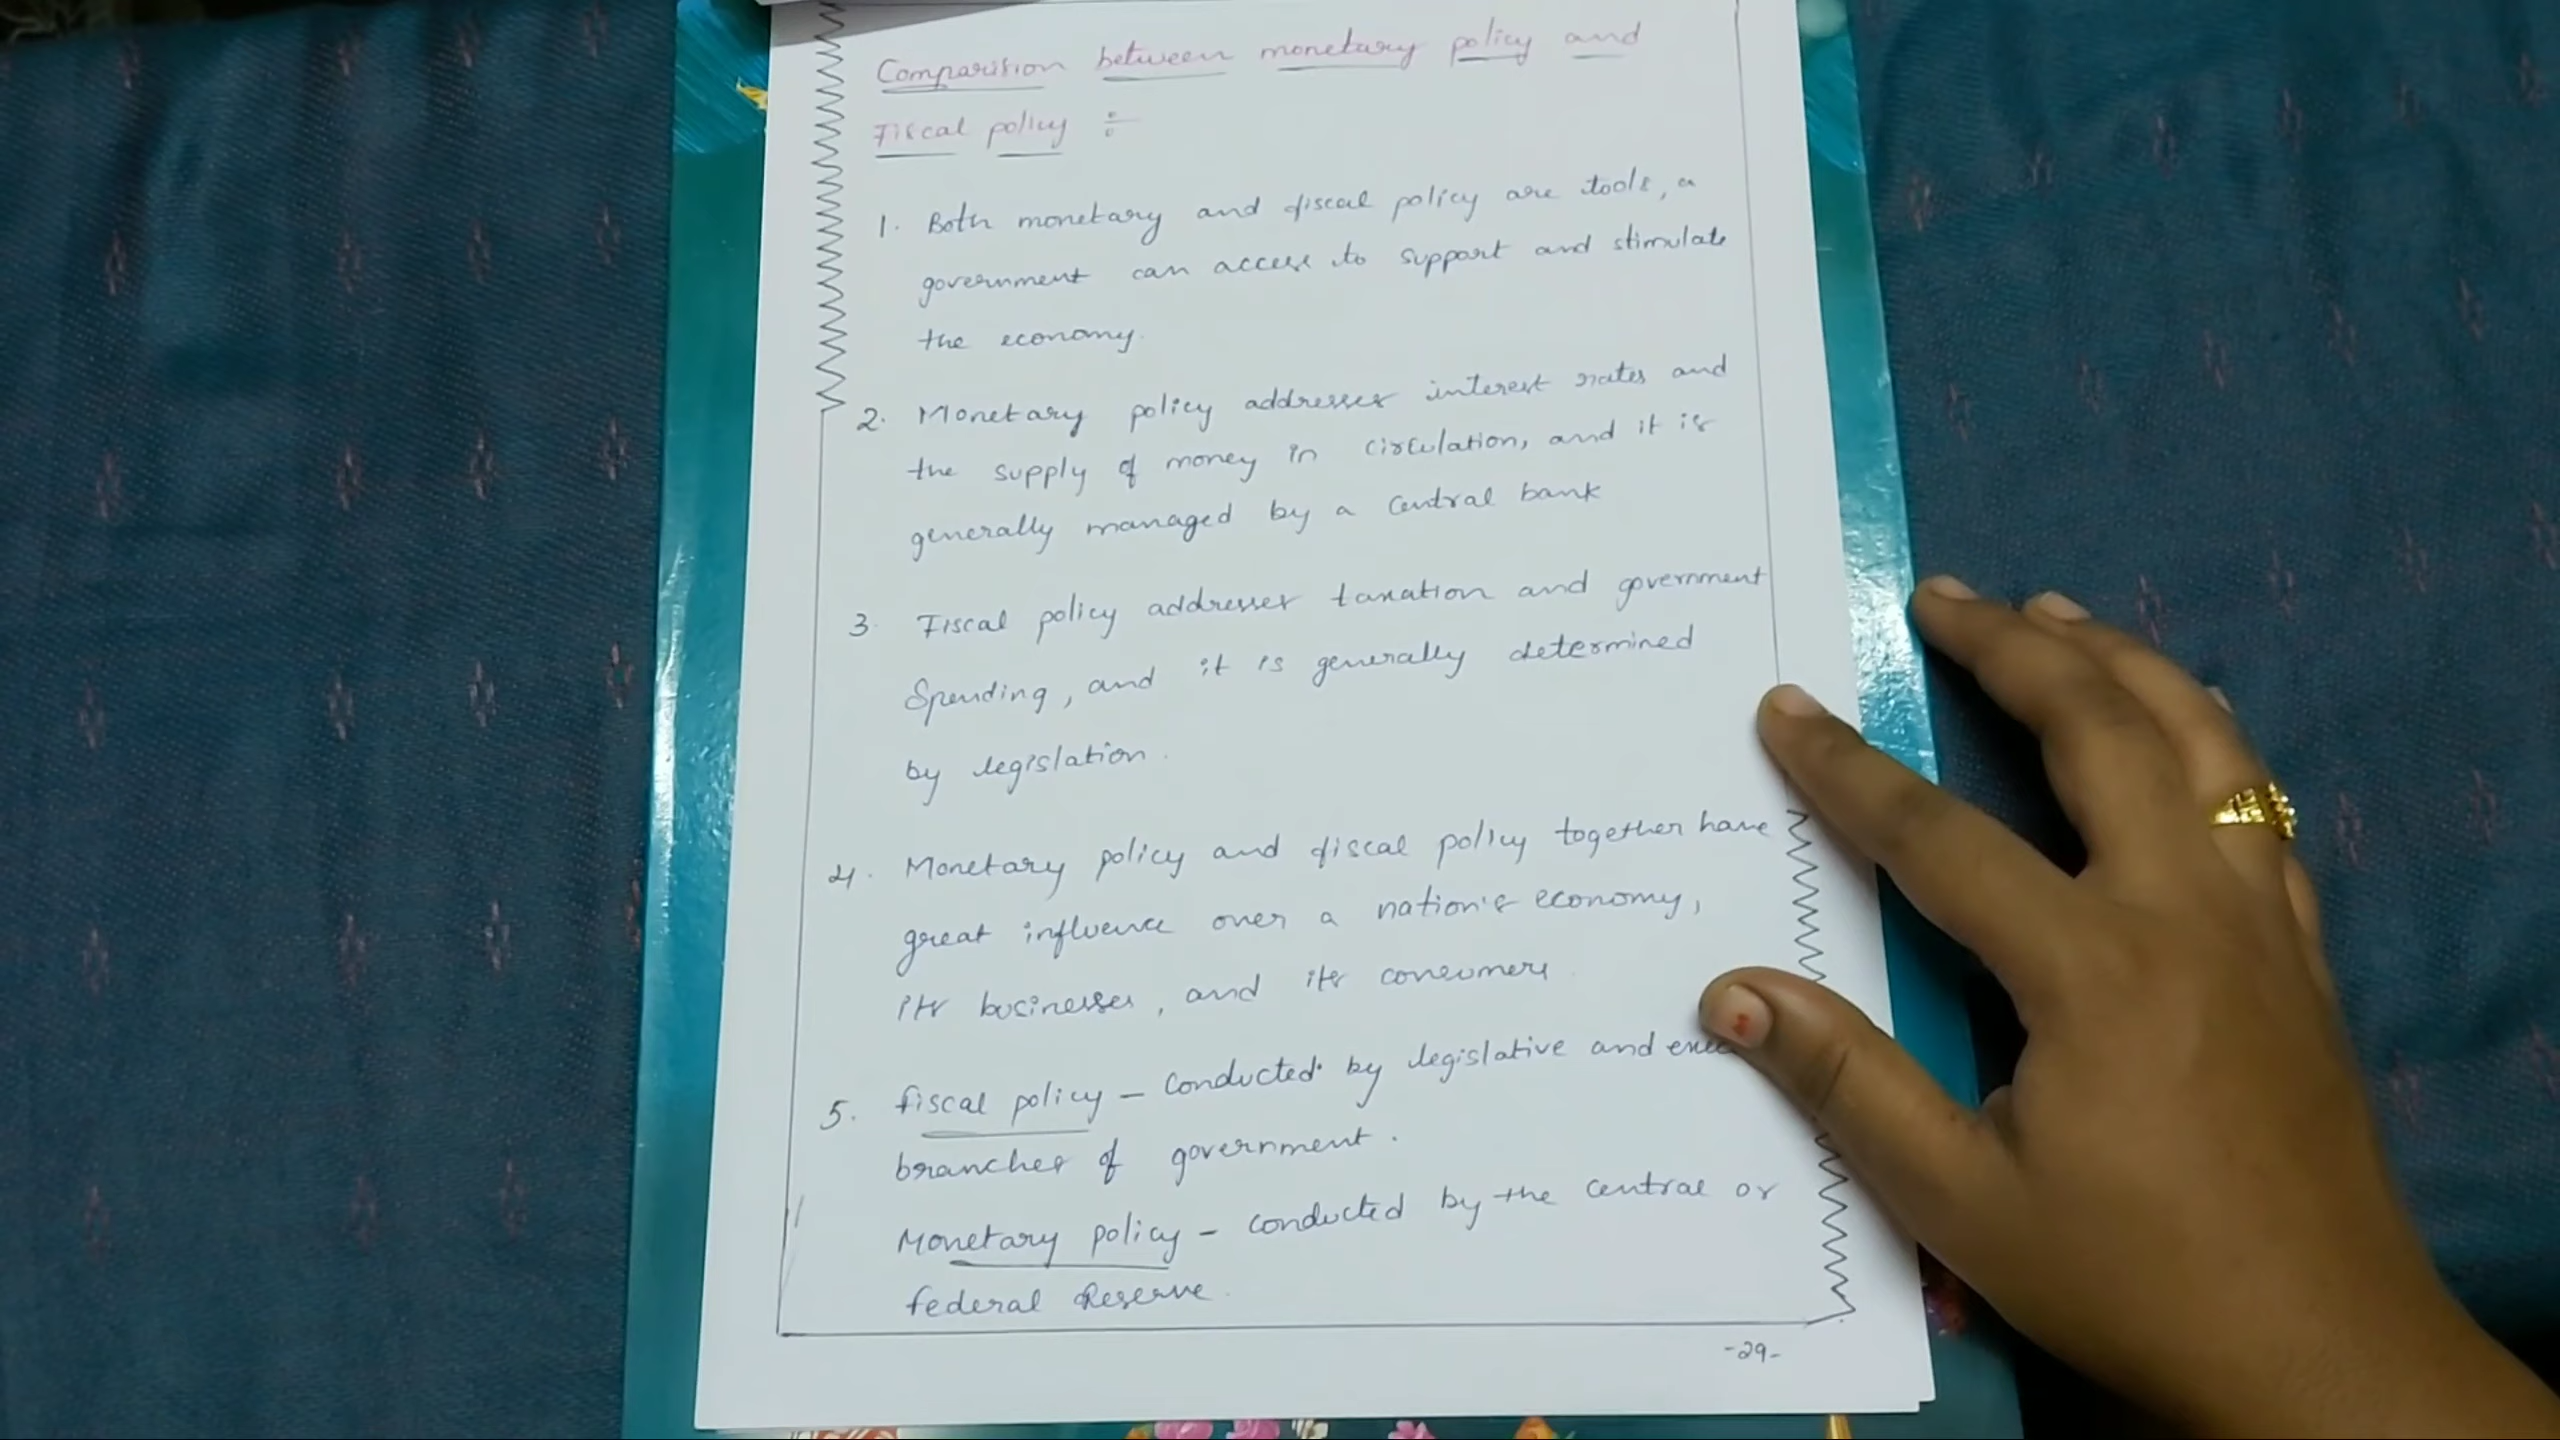 Comparision between monetary policy and
Fiscal policy ÷
1. Both monetary and fiscal policy are tools, a
government can access to support and stimulate
the economy.
2. Monetary policy addresses interest rates and
the supply of money in circulation, and it is
generally managed by a central bank
3. Fiscal policy addresses taxation and government
Spending, and it is generally determined
by legislation.
4. Monetary policy and fiscal policy together have
great influence over a nation's economy,
its businesses, and its consumers
5. fiscal policy – conducted by legislative and
branches of government.
Monetary policy – conducted by the central or
federal Reserve.
-29-